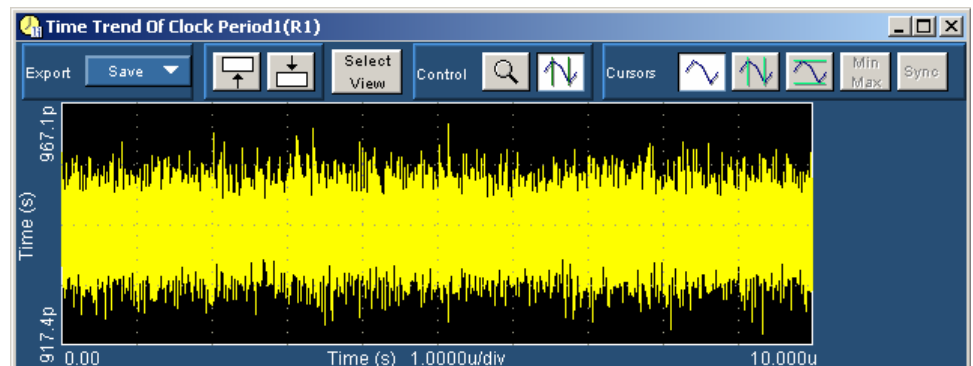 Time Trend Of Clock Period1(R1)
Export Save Select View Control Cursors Min Max Sync
967.1p
Time (s)
917.4p
0.00 Time (s) 1.0000u/div 10.000u